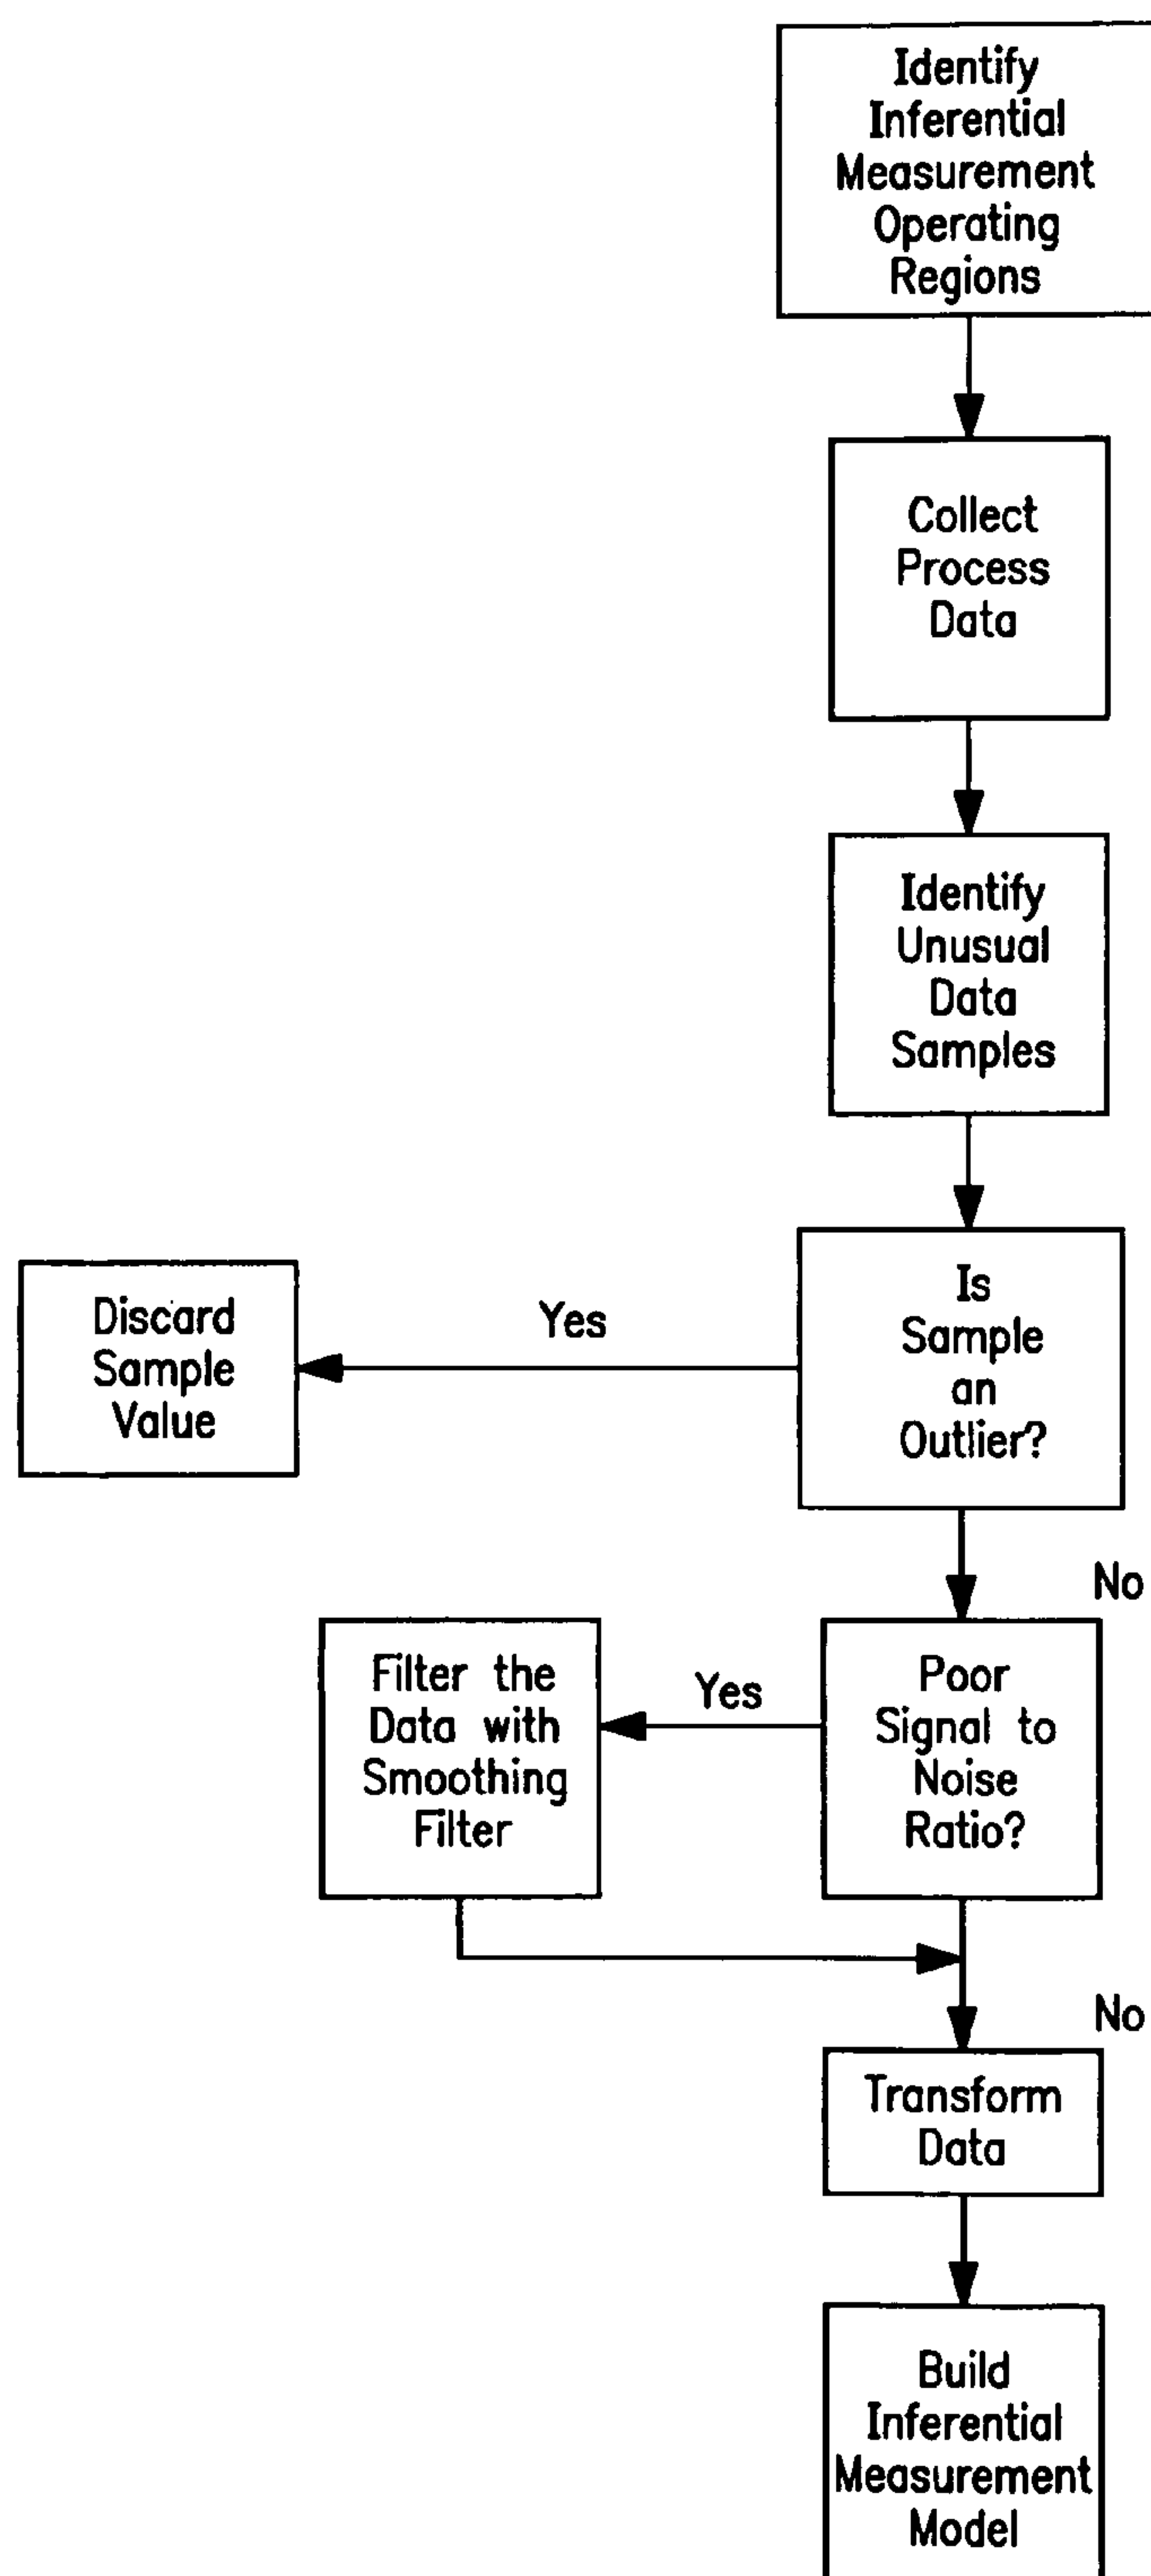 Identify
Inferential
Measurement
Operating
Regions
Collect
Process
Data
Identify
Unusual
Data
Samples
Is
Sample
an
Outlier?
Yes
Discard
Sample
Value
No
Poor
Signal to
Noise
Ratio?
Yes
Filter the
Data with
Smoothing
Filter
No
Transform
Data
Build
Inferential
Measurement
Model